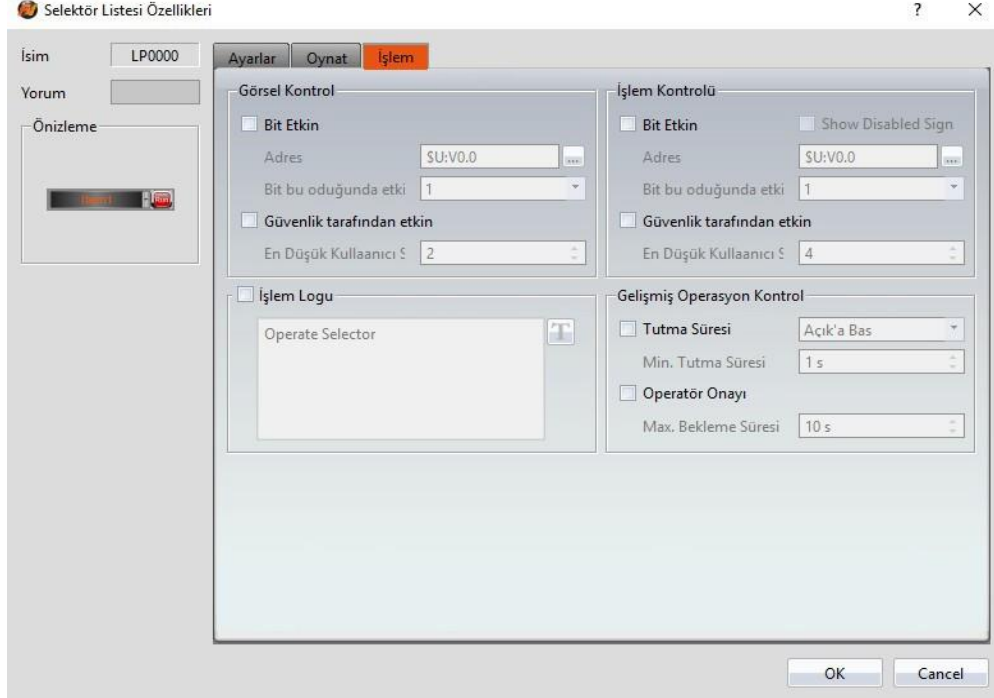 Selektör Listesi Özellikleri
?
İsim
LP0000
Yorum
Önizleme
Ayarlar
Oynat
İşlem
Görsel Kontrol
Bit Etkin
Adres
$U:V0.0
...
Bit bu oduğunda etki
1
Güvenlik tarafından etkin
En Düşük Kullaanıcı S
2
İşlem Kontrolü
Bit Etkin
Show Disabled Sign
Adres
$U:V0.0
...
Bit bu oduğunda etki
1
Güvenlik tarafından etkin
En Düşük Kullaanıcı S
4
İşlem Logu
Operate Selector
T
Gelişmiş Operasyon Kontrol
Tutma Süresi
Açık'a Bas
Min. Tutma Süresi
1 s
Operatör Onayı
Max. Bekleme Süresi
10 s
OK
Cancel